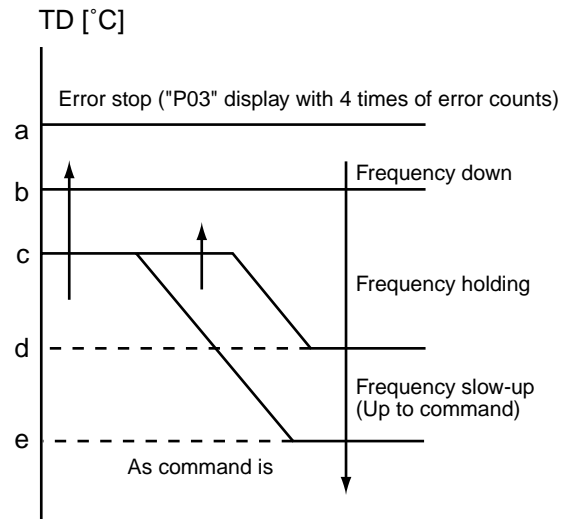 TD [˚C]
Error stop ("P03" display with 4 times of error counts)
a
Frequency down
b
c
Frequency holding
d
Frequency slow-up
(Up to command)
e
As command is